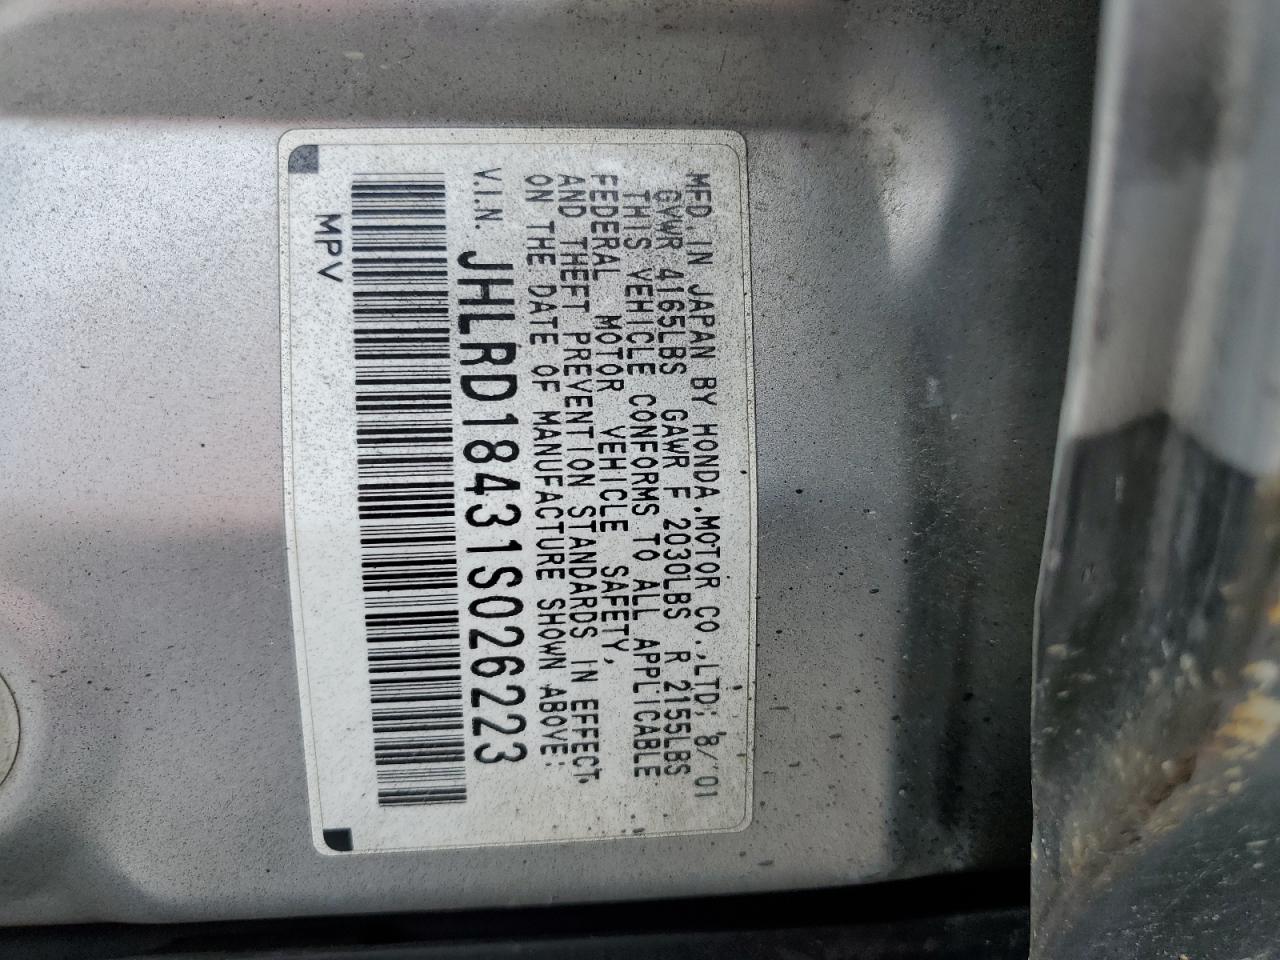 MFD. IN JAPAN BY HONDA MOTOR CO., LTD; 8/'01
GVWR 4165LBS GAWR F 2030LBS R 2155LBS
THIS VEHICLE CONFORMS TO ALL APPLICABLE
FEDERAL MOTOR VEHICLE SAFETY,
AND THEFT PREVENTION STANDARDS IN EFFECT,
ON THE DATE OF MANUFACTURE SHOWN ABOVE;
V.I.N. JHLRD18431S026223
MPV